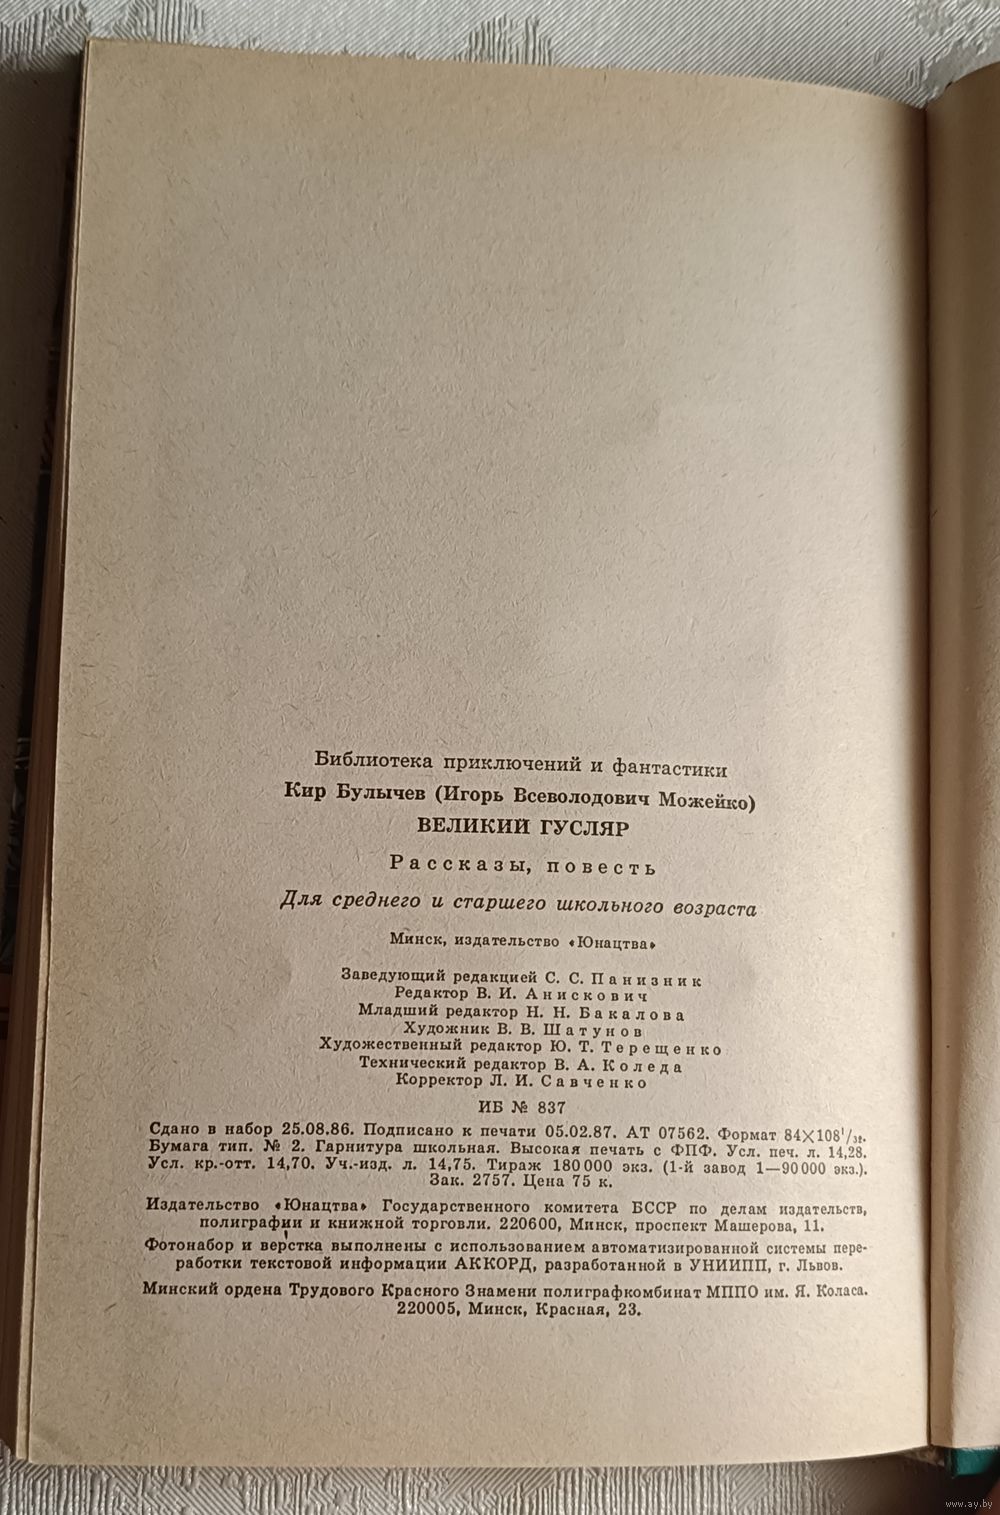 Библиотека приключений и фантастики
Кир Булычев (Игорь Всеволодович Можейко)
ВЕЛИКИЙ ГУСЛЯР
Рассказы, повесть
Для среднего и старшего школьного возраста
Минск, издательство «Юнацтва»
Заведующий редакцией С. С. Панизник
Редактор В. И. Анискович
Младший редактор Н. Н. Бакалова
Художник В. В. Шатунов
Художественный редактор Ю. Т. Терещенко
Технический редактор В. А. Коледа
Корректор Л. И. Савченко
ИБ № 837
Сдано в набор 25.08.86. Подписано к печати 05.02.87. АТ 07562. Формат 84×108¹/₃₂.
Бумага тип. № 2. Гарнитура школьная. Высокая печать с ФПФ. Усл. печ. л. 14,28.
Усл. кр.-отт. 14,70. Уч.-изд. л. 14,75. Тираж 180 000 экз. (1-й завод 1—90 000 экз.).
Зак. 2757. Цена 75 к.
Издательство «Юнацтва» Государственного комитета БССР по делам издательств,
полиграфии и книжной торговли. 220600, Минск, проспект Машерова, 11.
Фотонабор и верстка выполнены с использованием автоматизированной системы пере-
работки текстовой информации АККОРД, разработанной в УНИИПП, г. Львов.
Минский ордена Трудового Красного Знамени полиграфкомбинат МППО им. Я. Коласа.
220005, Минск, Красная, 23.
www.ay.by